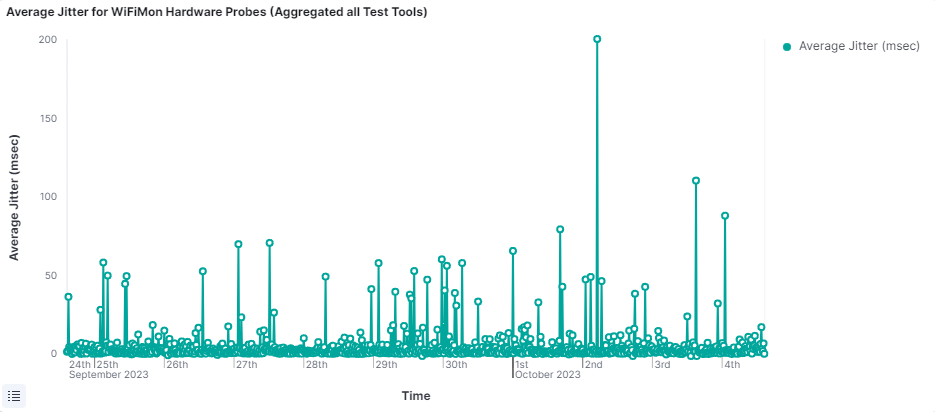 Average Jitter for WiFiMon Hardware Probes (Aggregated all Test Tools)
Average Jitter (msec)
200
150
100
50
0
Average Jitter (msec)
24th 25th 26th 27th 28th 29th 30th 1st 2nd 3rd 4th
September 2023 October 2023
Time